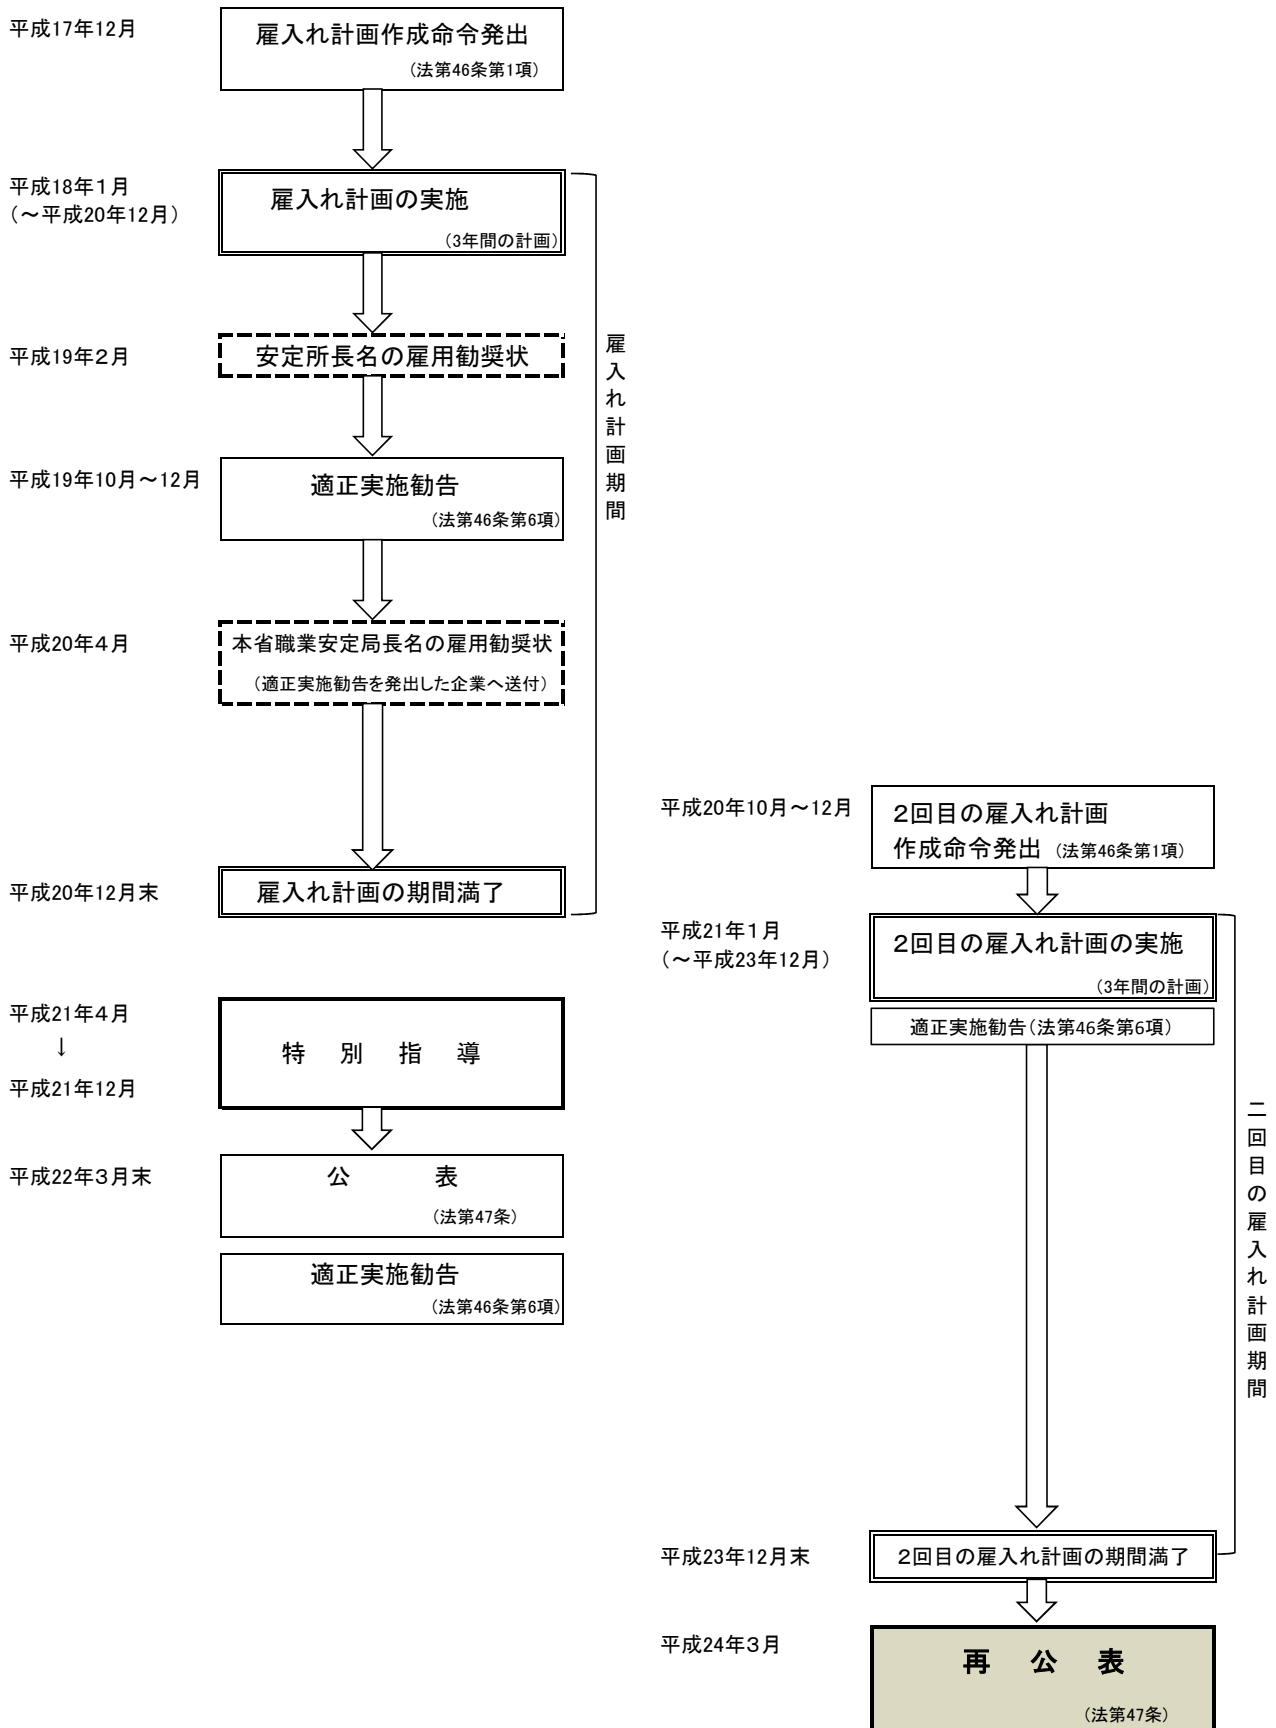 平成17年12月
雇入れ計画作成命令発出
（法第46条第1項）
平成18年１月
（～平成20年12月）
雇入れ計画の実施
（3年間の計画）
平成19年２月
安定所長名の雇用勧奨状
平成19年10月～12月
適正実施勧告
（法第46条第6項）
平成20年４月
本省職業安定局長名の雇用勧奨状
（適正実施勧告を発出した企業へ送付）
平成20年12月末
雇入れ計画の期間満了
雇入れ計画期間
平成21年４月
↓
平成21年12月
特　別　指　導
平成22年３月末
公　　　表
（法第47条）
適正実施勧告
（法第46条第6項）
平成20年10月～12月
２回目の雇入れ計画
作成命令発出（法第46条第1項）
平成21年１月
（～平成23年12月）
２回目の雇入れ計画の実施
（3年間の計画）
適正実施勧告（法第46条第6項）
二回目の雇入れ計画期間
平成23年12月末
２回目の雇入れ計画の期間満了
平成24年３月
再　公　表
（法第47条）